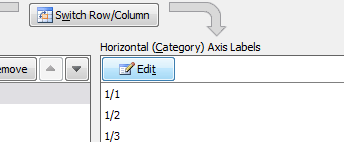 Switch Row/Column
Horizontal (Category) Axis Labels
emove
Edit
1/1
1/2
1/3